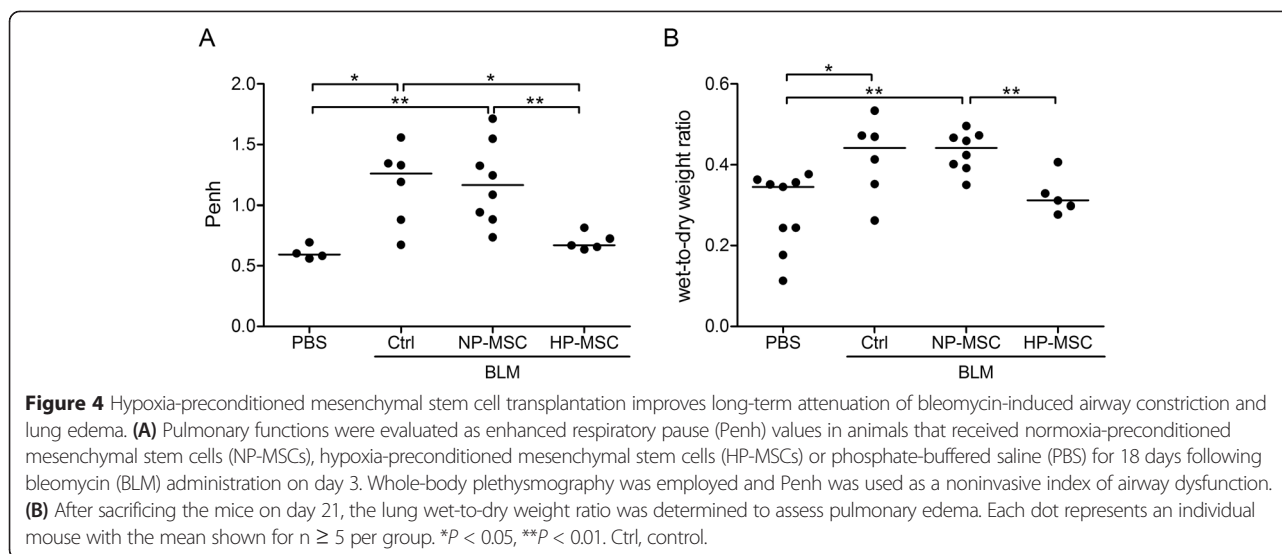 A
B
2.0
1.5
1.0
0.5
0.0
Penh
* *
** **
PBS Ctrl NP-MSC HP-MSC
BLM
0.6
0.4
0.2
0.0
wet-to-dry weight ratio
*
** **
PBS Ctrl NP-MSC HP-MSC
BLM
Figure 4 Hypoxia-preconditioned mesenchymal stem cell transplantation improves long-term attenuation of bleomycin-induced airway constriction and
lung edema. (A) Pulmonary functions were evaluated as enhanced respiratory pause (Penh) values in animals that received normoxia-preconditioned
mesenchymal stem cells (NP-MSCs), hypoxia-preconditioned mesenchymal stem cells (HP-MSCs) or phosphate-buffered saline (PBS) for 18 days following
bleomycin (BLM) administration on day 3. Whole-body plethysmography was employed and Penh was used as a noninvasive index of airway dysfunction.
(B) After sacrificing the mice on day 21, the lung wet-to-dry weight ratio was determined to assess pulmonary edema. Each dot represents an individual
mouse with the mean shown for n ≥ 5 per group. *P < 0.05, **P < 0.01. Ctrl, control.